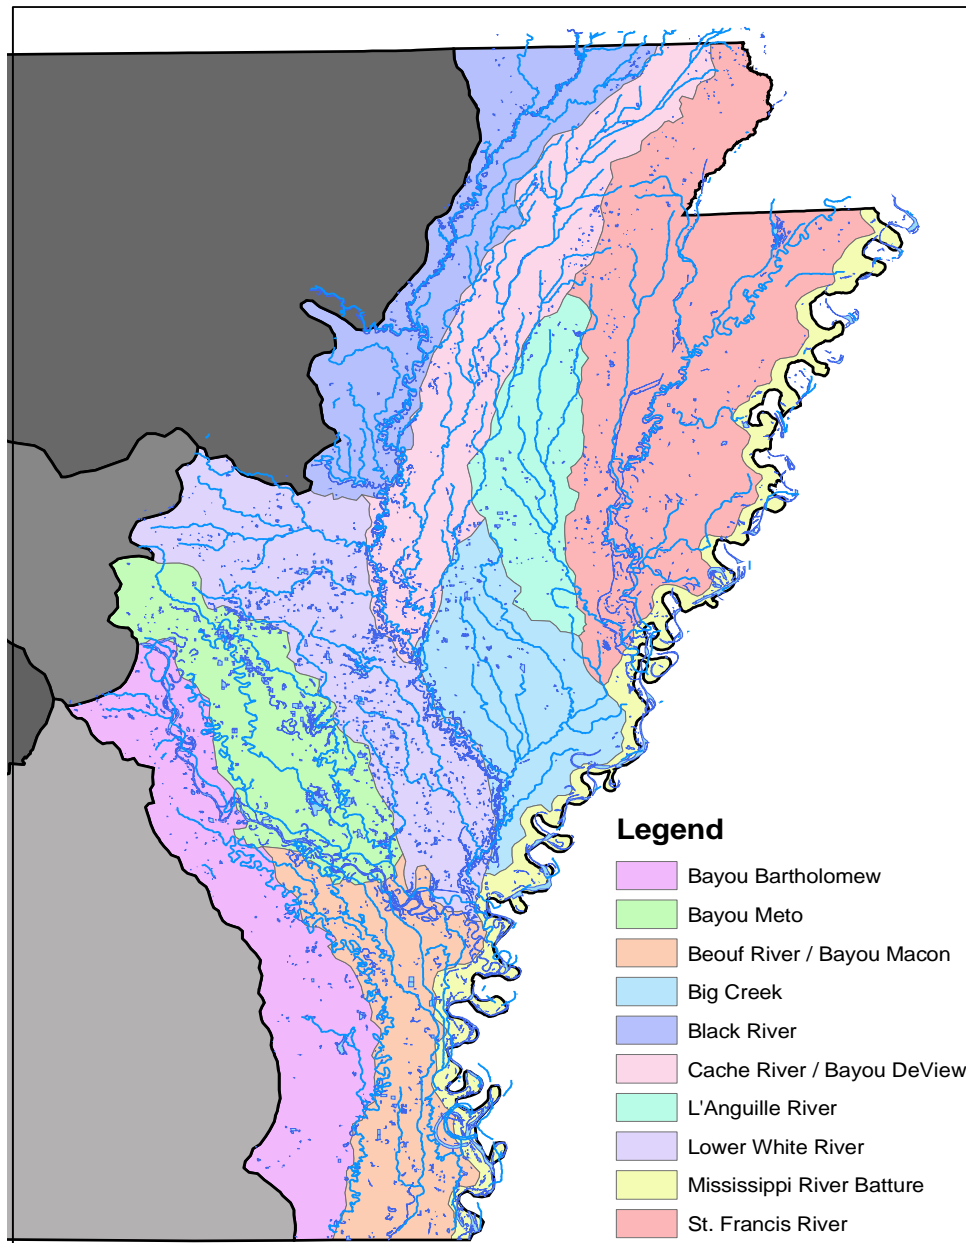 Legend
Bayou Bartholomew
Bayou Meto
Beouf River / Bayou Macon
Big Creek
Black River
Cache River / Bayou DeView
L'Anguille River
Lower White River
Mississippi River Batture
St. Francis River